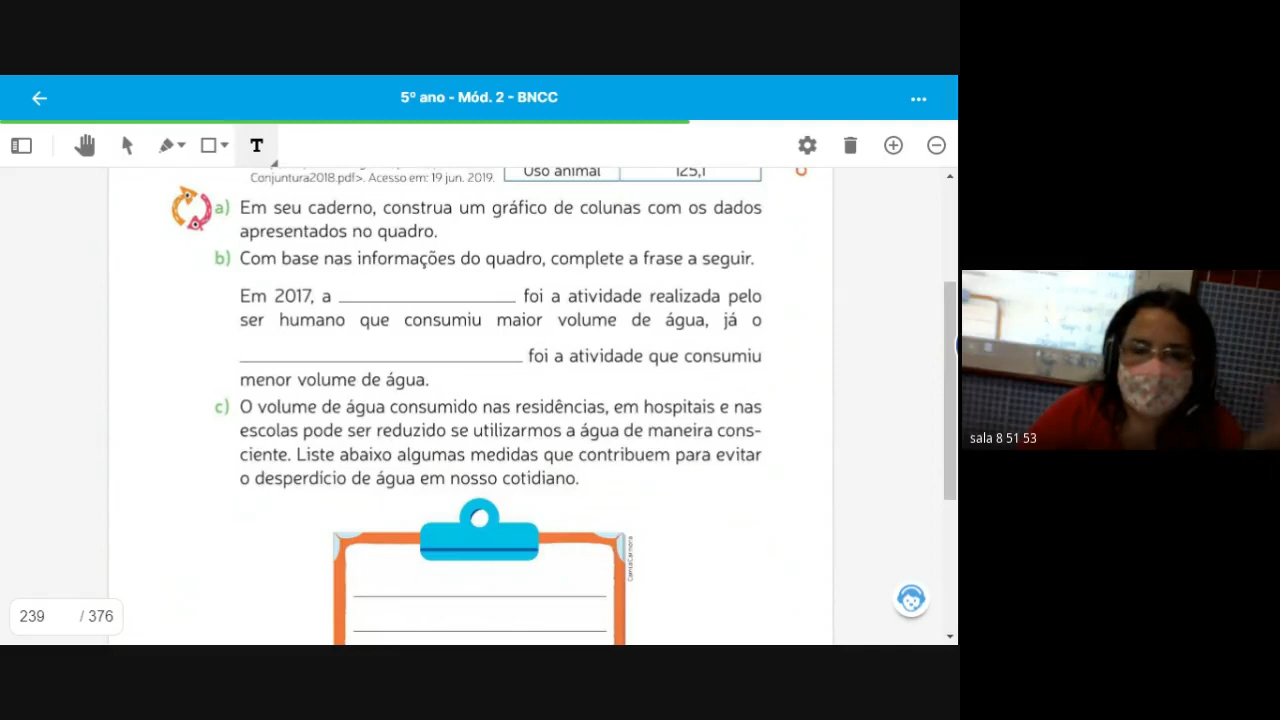 5º ano - Mód. 2 - BNCC
T
Conjuntura2018.pdf>. Acesso em: 19 jun. 2019.
Uso animal 125,1
a) Em seu caderno, construa um gráfico de colunas com os dados
apresentados no quadro.
b) Com base nas informações do quadro, complete a frase a seguir.
Em 2017, a ________________ foi a atividade realizada pelo
ser humano que consumiu maior volume de água, já o
__________________________ foi a atividade que consumiu
menor volume de água.
c) O volume de água consumido nas residências, em hospitais e nas
escolas pode ser reduzido se utilizarmos a água de maneira cons-
ciente. Liste abaixo algumas medidas que contribuem para evitar
o desperdício de água em nosso cotidiano.
239 / 376
sala 8 51 53